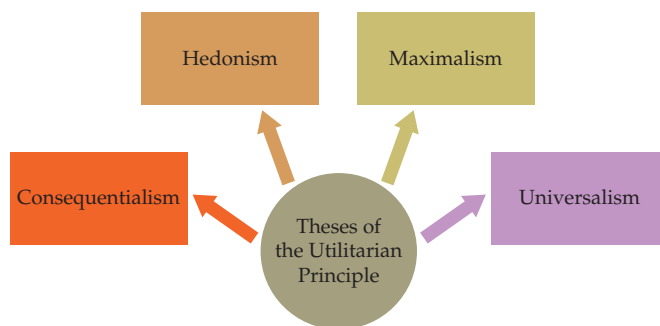 Hedonism
Maximalism
Consequentialism
Universalism
Theses of
the Utilitarian
Principle